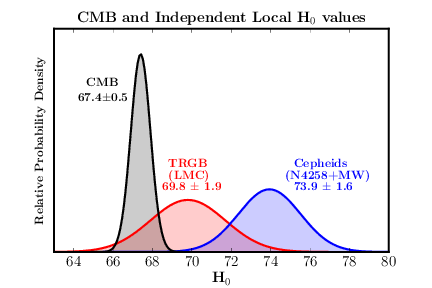 CMB and Independent Local H₀ values
Relative Probability Density
CMB
67.4±0.5
TRGB
(LMC)
69.8 ± 1.9
Cepheids
(N4258+MW)
73.9 ± 1.6
64 66 68 70 72 74 76 78 80
H₀